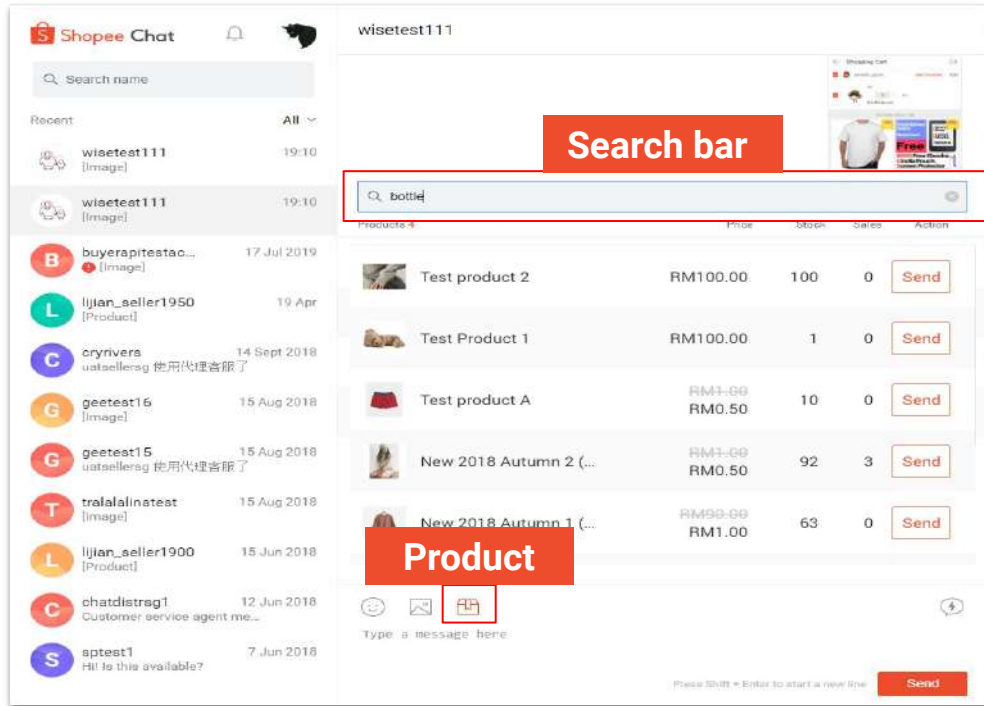 Shopee Chat
Search name
Recent
All
wisetest111
19:10
[Image]
wisetest111
19:10
[Image]
buyerapitestac...
17 Jul 2019
[Image]
lijian_seller1950
19 Apr
[Product]
cryrivers
14 Sept 2018
uatsellersg 使用代理客服了
geetest16
15 Aug 2018
[Image]
geetest15
15 Aug 2018
uatsellersg 使用代理客服了
tralalalinatest
15 Aug 2018
[Image]
lijian_seller1900
15 Jun 2018
[Product]
chatdistrsg1
12 Jun 2018
Customer service agent me...
sptest1
7 Jun 2018
Hi! Is this available?
B
L
C
G
G
T
L
C
S
wisetest111
Shopping Cart
Free
Search bar
bottle
Products 4
Price
Stock
Sales
Action
Test product 2
RM100.00
100
0
Send
Test Product 1
RM100.00
1
0
Send
Test product A
RM1.00
RM0.50
10
0
Send
New 2018 Autumn 2 (...
RM1.00
RM0.50
92
3
Send
New 2018 Autumn 1 (...
RM90.00
RM1.00
63
0
Send
Product
Type a message here
Press Shift + Enter to start a new line
Send